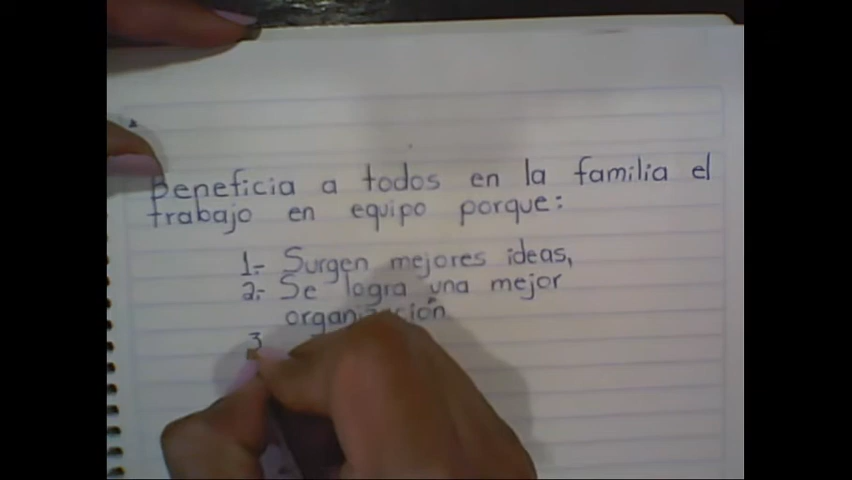 Beneficia a todos en la familia el
trabajo en equipo porque:
1.- Surgen mejores ideas,
2.- Se logra una mejor
organización
3